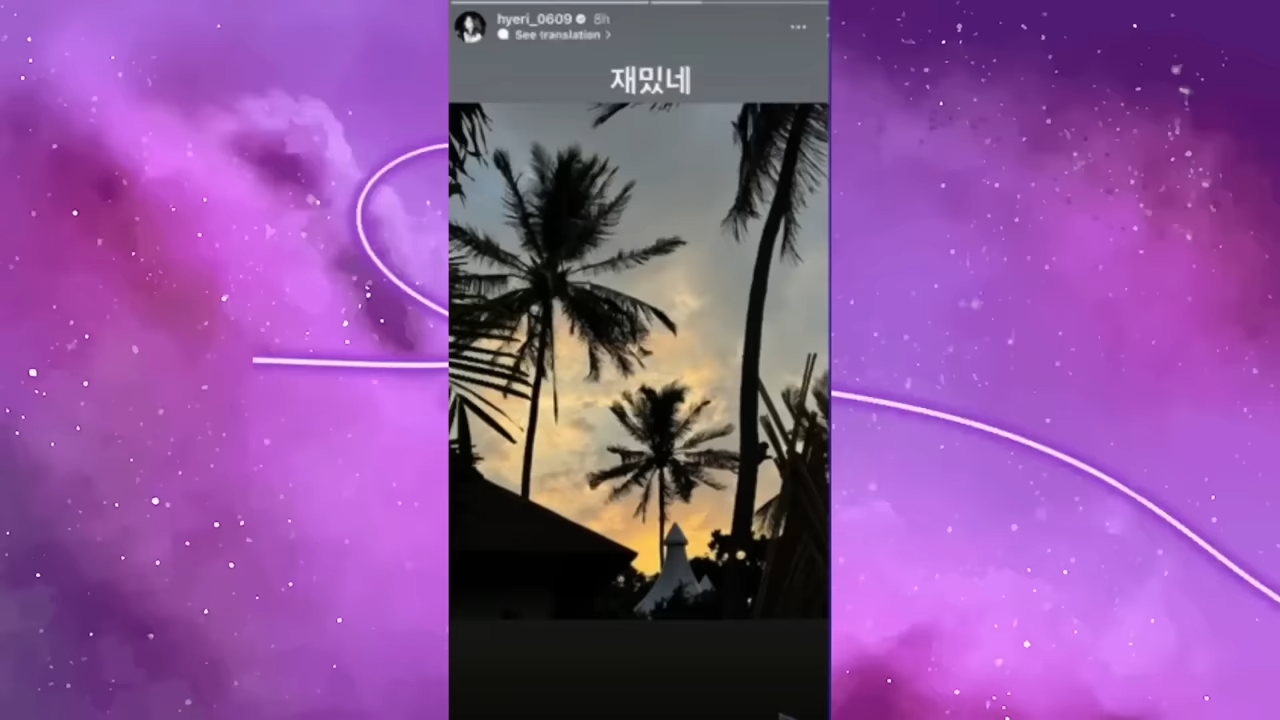 hyeri_0609 8h
See translation >
재밌네